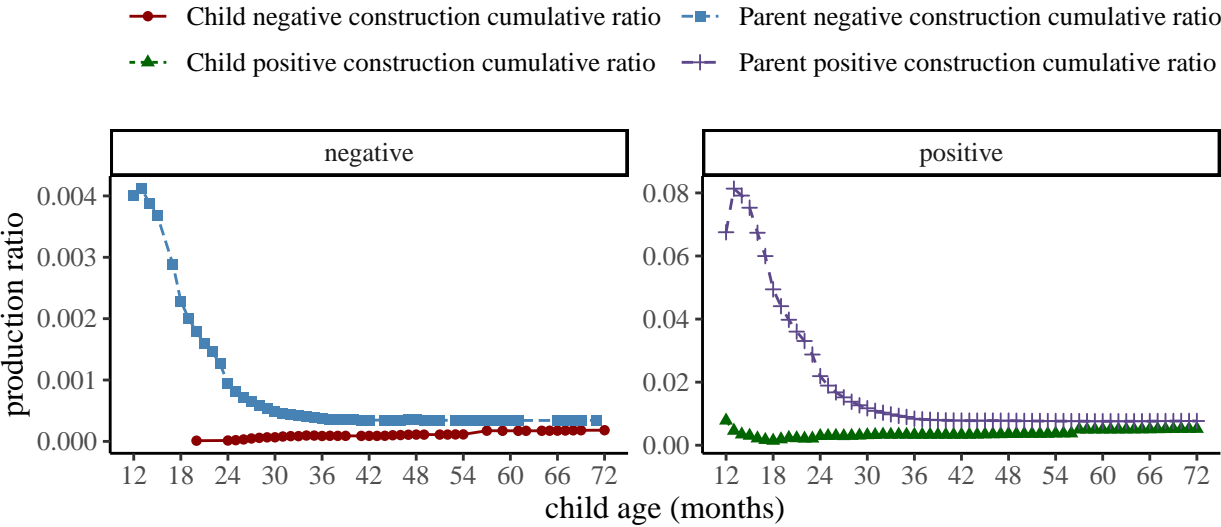 Child negative construction cumulative ratio Parent negative construction cumulative ratio
Child positive construction cumulative ratio Parent positive construction cumulative ratio
negative positive
0.004
0.003
0.002
0.001
0.000
0.08
0.06
0.04
0.02
0.00
production ratio
12 18 24 30 36 42 48 54 60 66 72
12 18 24 30 36 42 48 54 60 66 72
child age (months)